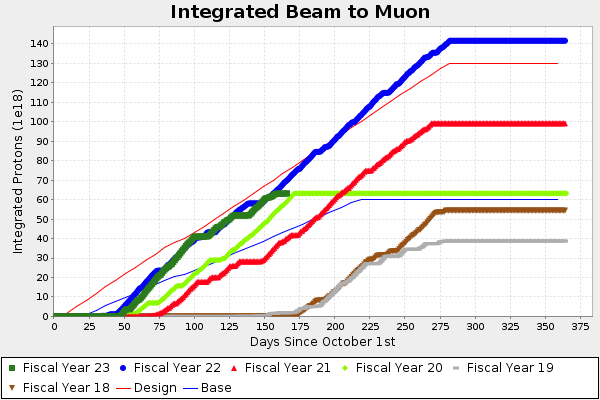 Integrated Beam to Muon
Integrated Protons (1e18)
140
130
120
110
100
90
80
70
60
50
40
30
20
10
0
0 25 50 75 100 125 150 175 200 225 250 275 300 325 350 375
Days Since October 1st
Fiscal Year 23 Fiscal Year 22 Fiscal Year 21 Fiscal Year 20 Fiscal Year 19
Fiscal Year 18 Design Base